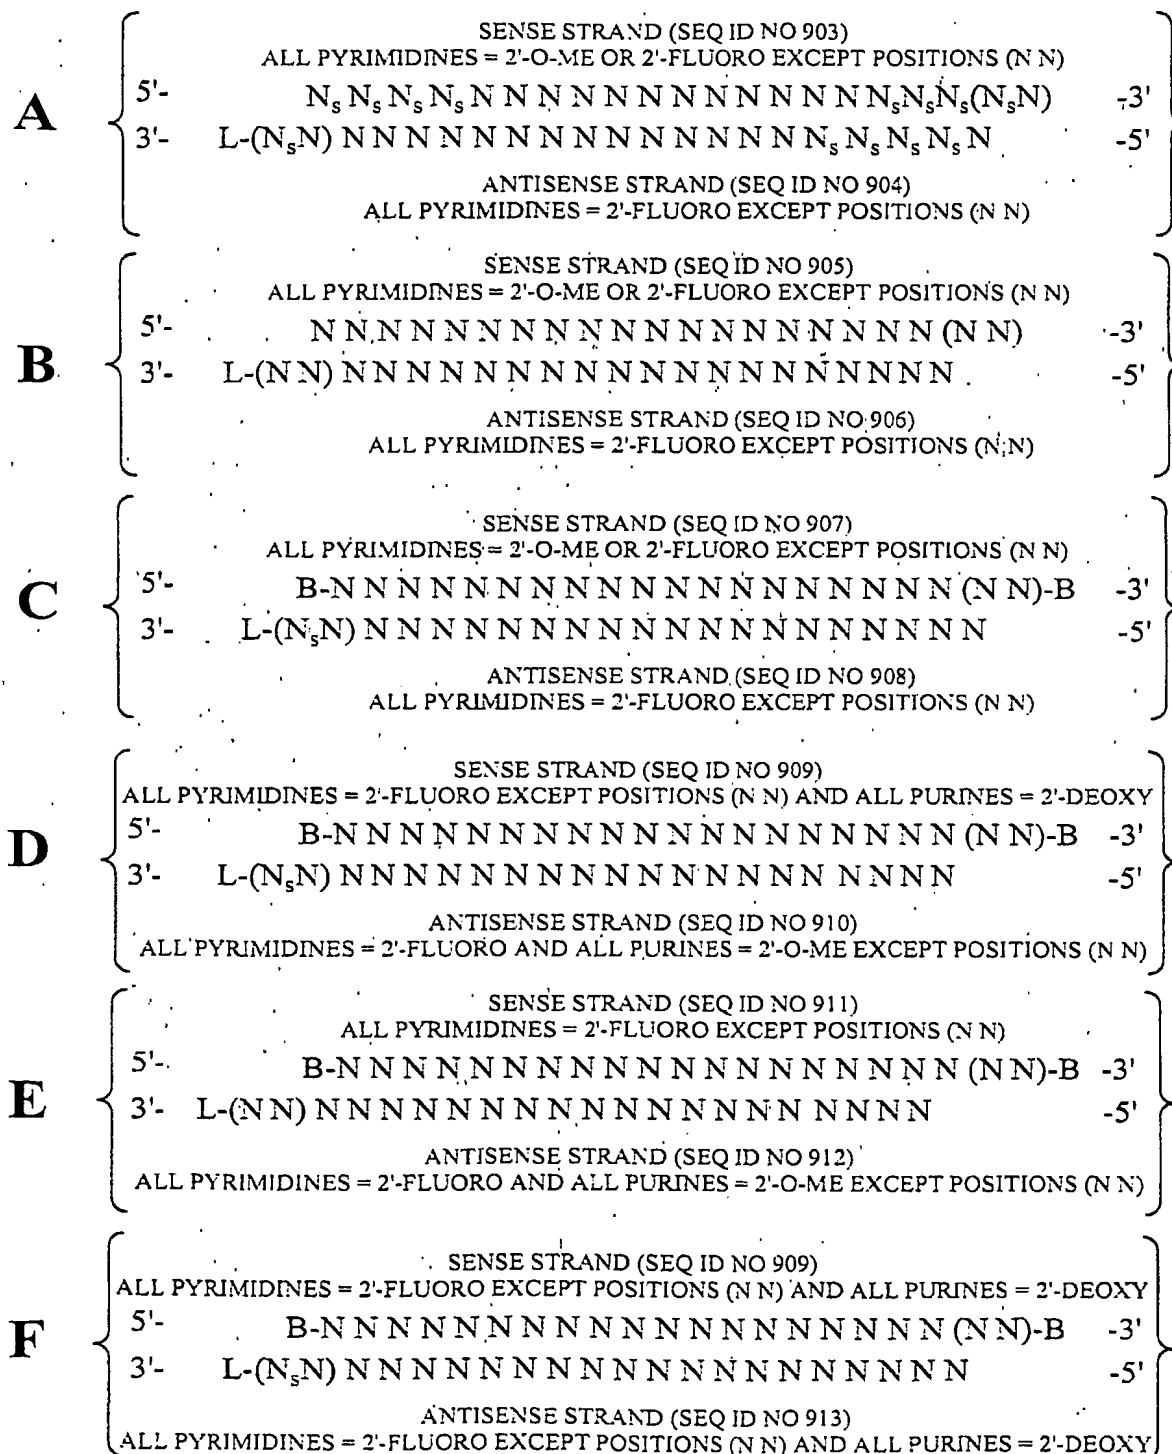 SENSE STRAND (SEQ ID NO 903)
ALL PYRIMIDINES = 2'-O-ME OR 2'-FLUORO EXCEPT POSITIONS (N N)
A
5'- NsNsNsNsN N N N N N N N N N N N NsNsNs(NsN) -3'
3'- L-(NsN) N N N N N N N N N N N N N N NsNsNsNsN -5'
ANTISENSE STRAND (SEQ ID NO 904)
ALL PYRIMIDINES = 2'-FLUORO EXCEPT POSITIONS (N N)
SENSE STRAND (SEQ ID NO 905)
ALL PYRIMIDINES = 2'-O-ME OR 2'-FLUORO EXCEPT POSITIONS (N N)
B
5'- N N N N N N N N N N N N N N N N N N N (N N) -3'
3'- L-(N N) N N N N N N N N N N N N N N N N N N N -5'
ANTISENSE STRAND (SEQ ID NO 906)
ALL PYRIMIDINES = 2'-FLUORO EXCEPT POSITIONS (N N)
SENSE STRAND (SEQ ID NO 907)
ALL PYRIMIDINES = 2'-O-ME OR 2'-FLUORO EXCEPT POSITIONS (N N)
C
5'- B-N N N N N N N N N N N N N N N N N N N (N N)-B -3'
3'- L-(NsN) N N N N N N N N N N N N N N N N N N N -5'
ANTISENSE STRAND (SEQ ID NO 908)
ALL PYRIMIDINES = 2'-FLUORO EXCEPT POSITIONS (N N)
SENSE STRAND (SEQ ID NO 909)
ALL PYRIMIDINES = 2'-FLUORO EXCEPT POSITIONS (N N) AND ALL PURINES = 2'-DEOXY
D
5'- B-N N N N N N N N N N N N N N N N N N N (N N)-B -3'
3'- L-(NsN) N N N N N N N N N N N N N N N N N N N -5'
ANTISENSE STRAND (SEQ ID NO 910)
ALL PYRIMIDINES = 2'-FLUORO AND ALL PURINES = 2'-O-ME EXCEPT POSITIONS (N N)
SENSE STRAND (SEQ ID NO 911)
ALL PYRIMIDINES = 2'-FLUORO EXCEPT POSITIONS (N N)
E
5'- B-N N N N N N N N N N N N N N N N N N N (N N)-B -3'
3'- L-(N N) N N N N N N N N N N N N N N N N N N N -5'
ANTISENSE STRAND (SEQ ID NO 912)
ALL PYRIMIDINES = 2'-FLUORO AND ALL PURINES = 2'-O-ME EXCEPT POSITIONS (N N)
SENSE STRAND (SEQ ID NO 909)
ALL PYRIMIDINES = 2'-FLUORO EXCEPT POSITIONS (N N) AND ALL PURINES = 2'-DEOXY
F
5'- B-N N N N N N N N N N N N N N N N N N N (N N)-B -3'
3'- L-(NsN) N N N N N N N N N N N N N N N N N N N -5'
ANTISENSE STRAND (SEQ ID NO 913)
ALL PYRIMIDINES = 2'-FLUORO EXCEPT POSITIONS (N N) AND ALL PURINES = 2'-DEOXY